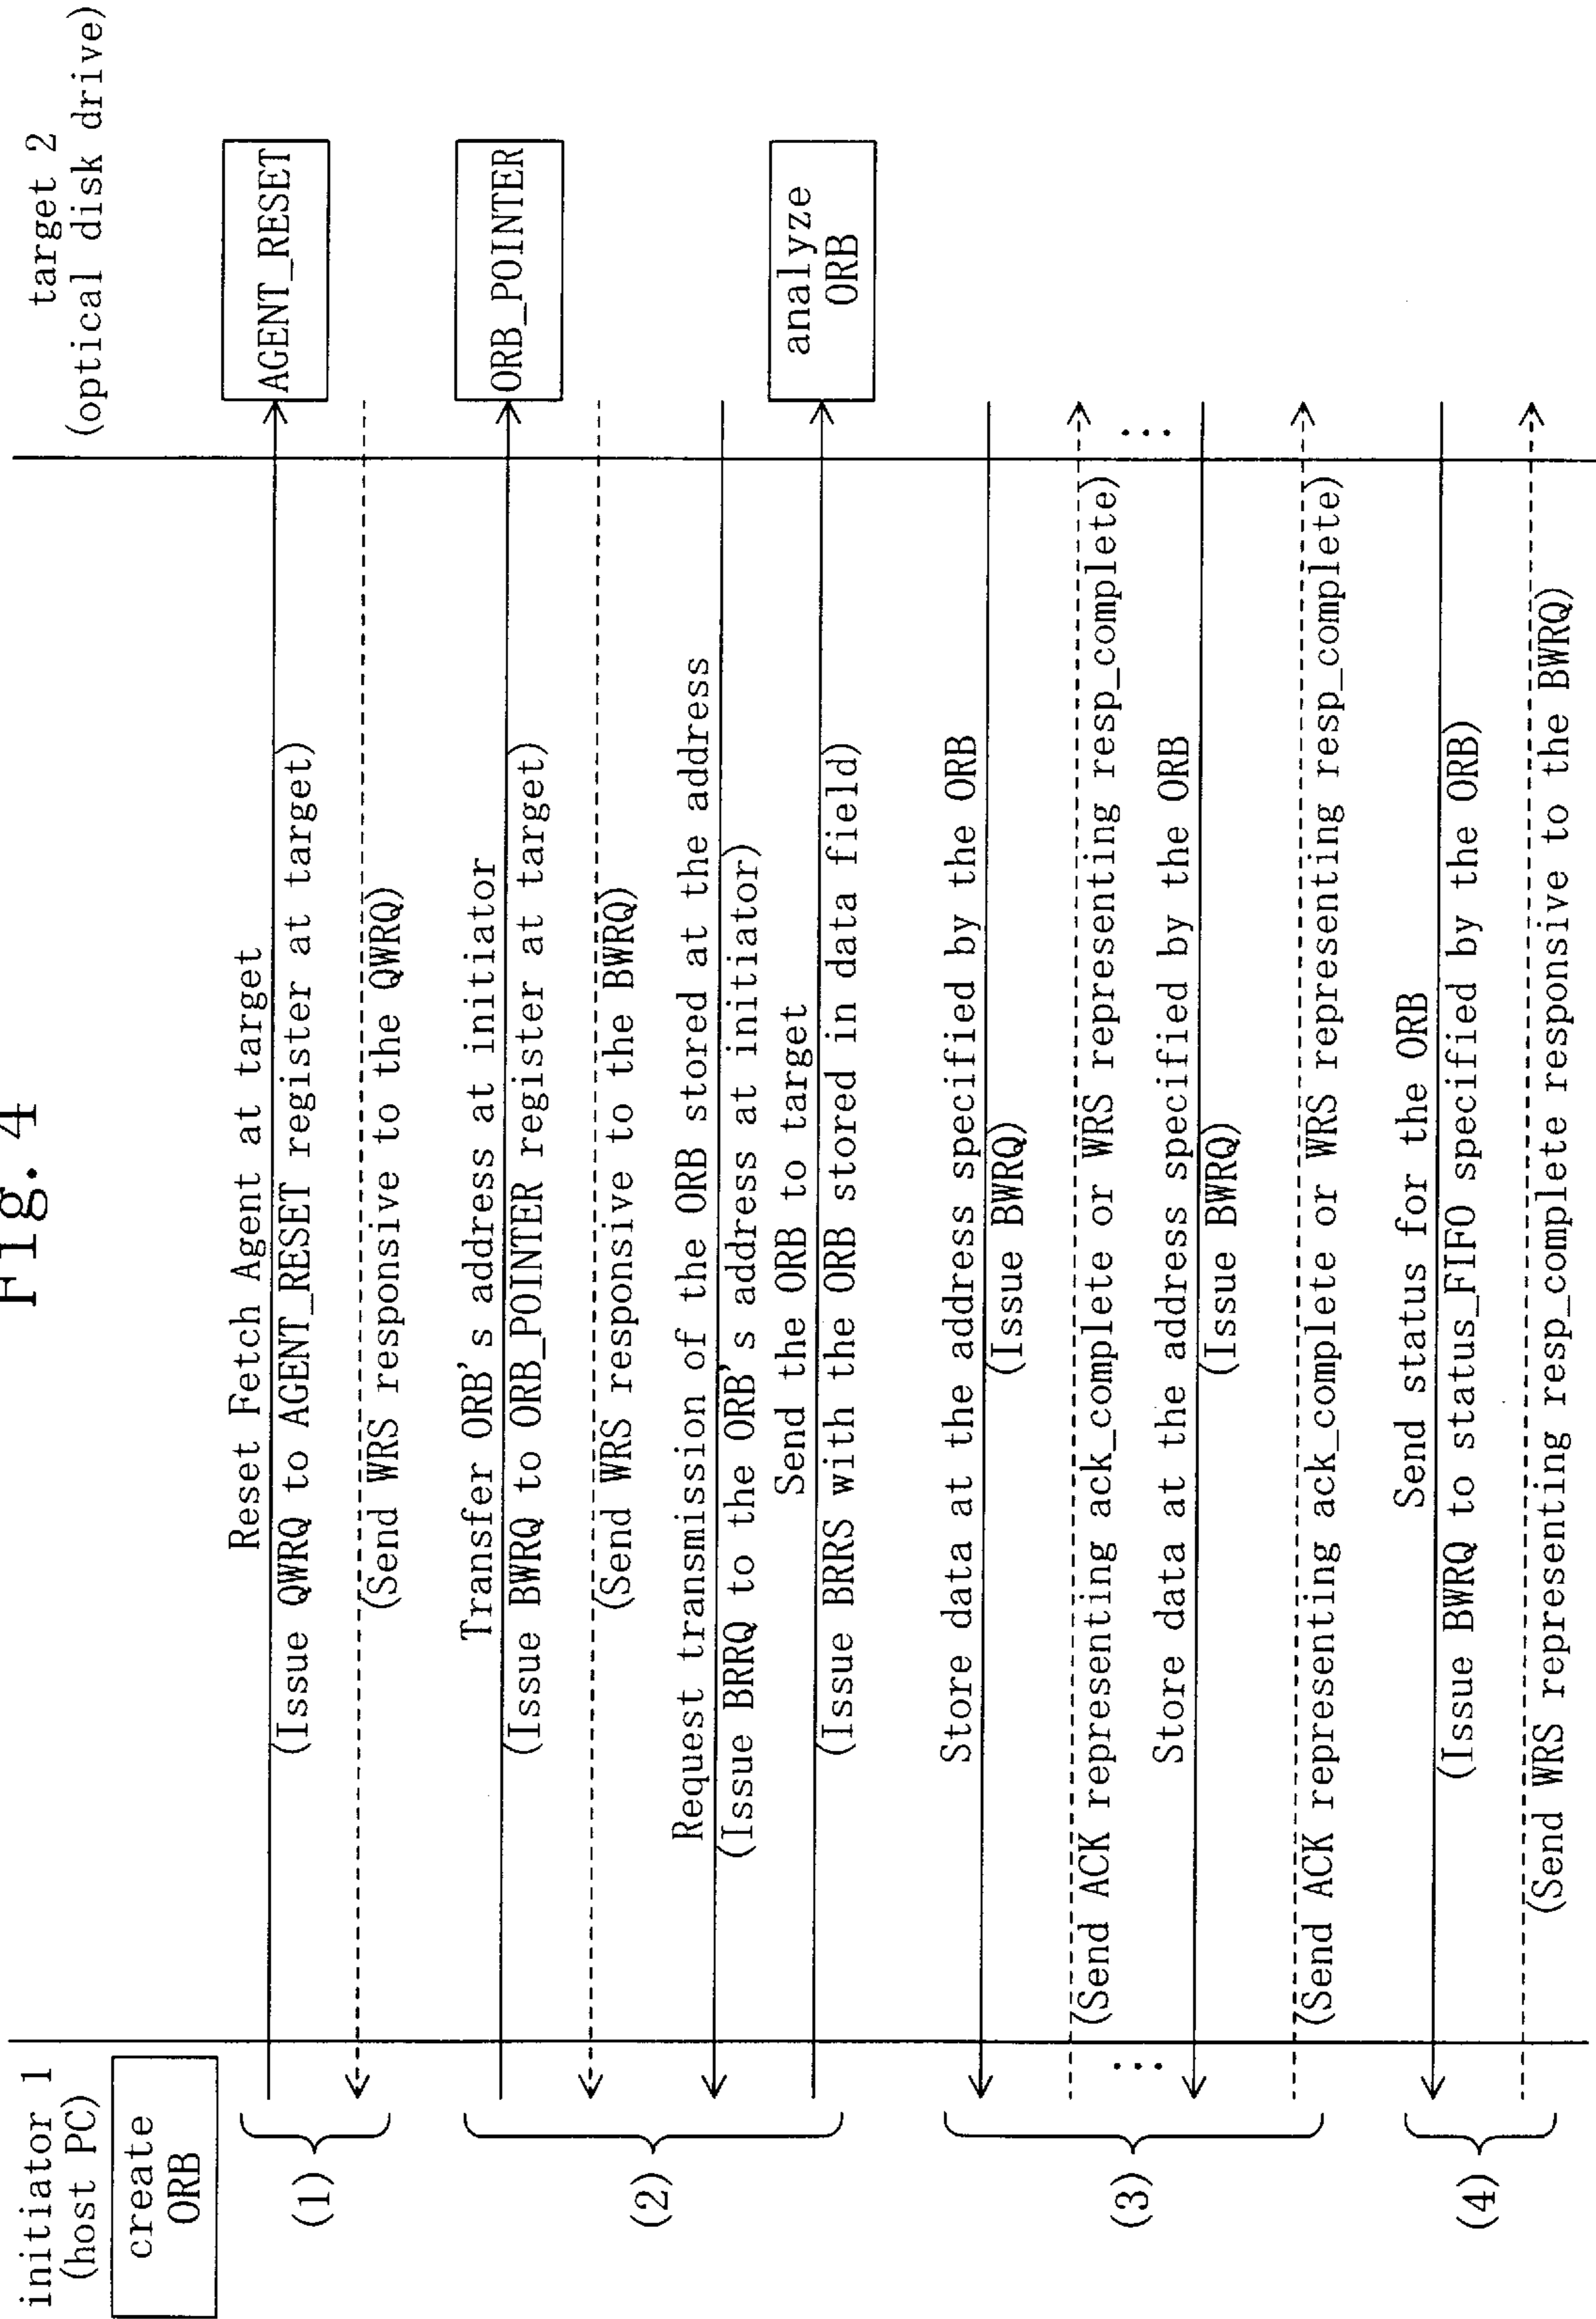 Fig. 4
initiator 1
(host PC)
target 2
(optical disk drive)
create
ORB
(1)
Reset Fetch Agent at target
(Issue QWRQ to AGENT_RESET register at target)
AGENT_RESET
(Send WRS responsive to the QWRQ)
(2)
Transfer ORB's address at initiator
(Issue BWRQ to ORB_POINTER register at target)
ORB_POINTER
(Send WRS responsive to the BWRQ)
Request transmission of the ORB stored at the address
(Issue BRRQ to the ORB's address at initiator)
Send the ORB to target
(Issue BRRS with the ORB stored in data field)
analyze
ORB
(3)
Store data at the address specified by the ORB
(Issue BWRQ)
(Send ACK representing ack_complete or WRS representing resp_complete)
...
...
Store data at the address specified by the ORB
(Issue BWRQ)
(Send ACK representing ack_complete or WRS representing resp_complete)
(4)
Send status for the ORB
(Issue BWRQ to status_FIFO specified by the ORB)
(Send WRS representing resp_complete responsive to the BWRQ)